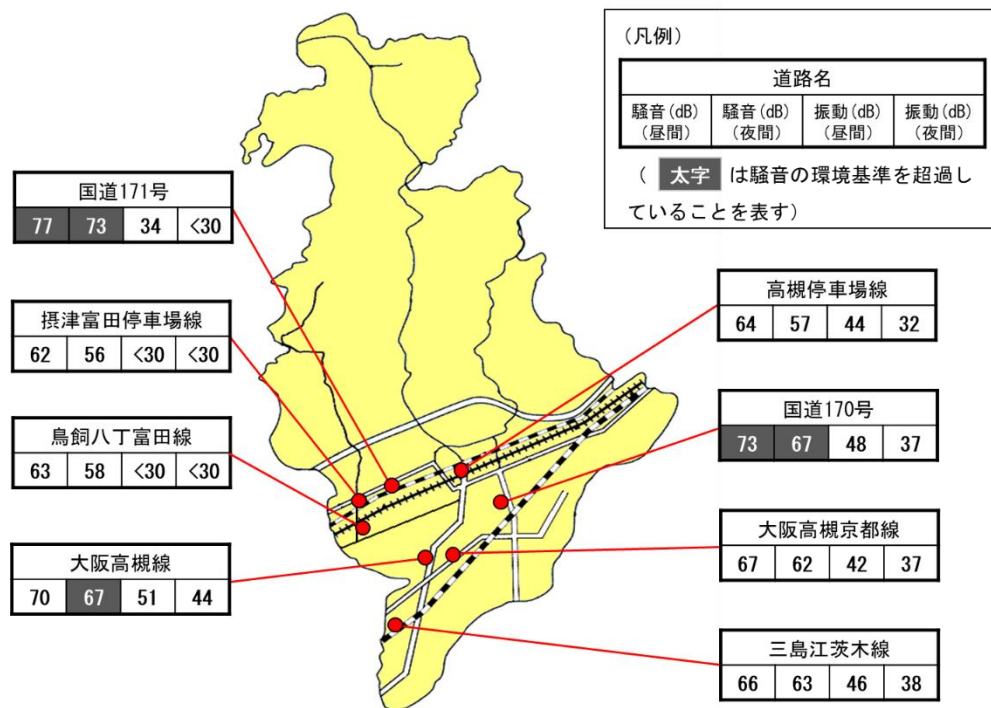 (凡例)
道路名
騒音(dB) 騒音(dB) 振動(dB) 振動(dB)
(昼間) (夜間) (昼間) (夜間)
( 太字 は騒音の環境基準を超過し
ていることを表す)
国道171号
77 73 34 <30
摂津富田停車場線
62 56 <30 <30
鳥飼八丁富田線
63 58 <30 <30
大阪高槻線
70 67 51 44
高槻停車場線
64 57 44 32
国道170号
73 67 48 37
大阪高槻京都線
67 62 42 37
三島江茨木線
66 63 46 38